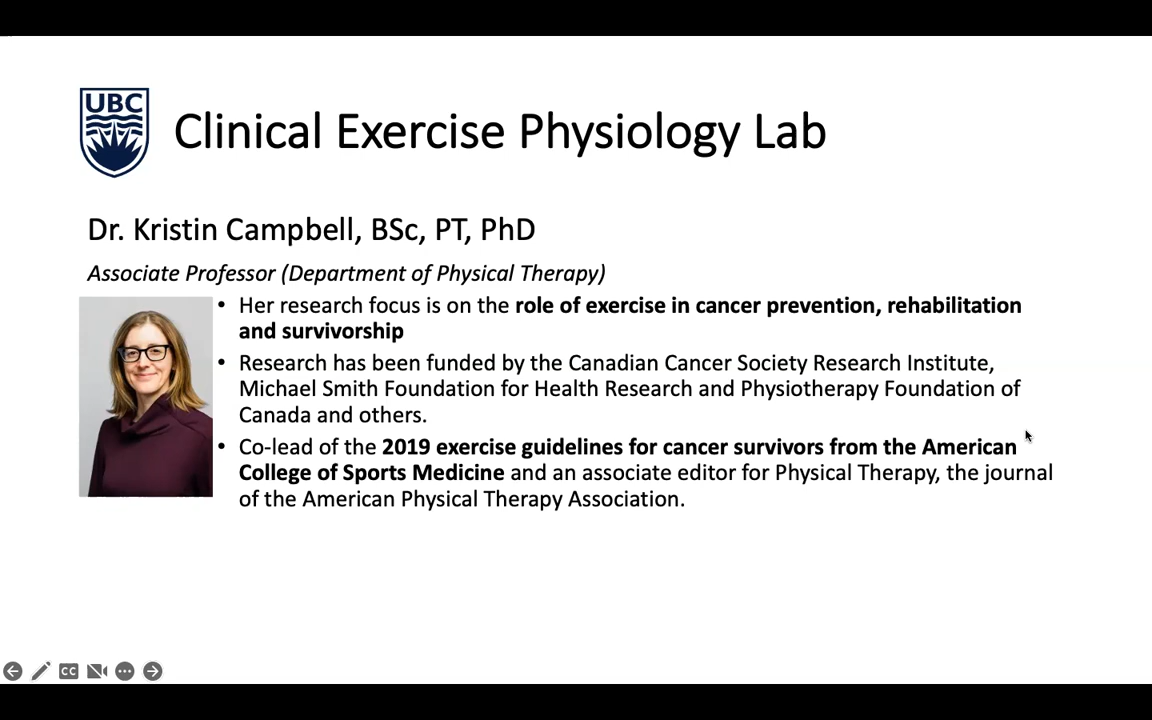 UBC
Clinical Exercise Physiology Lab
Dr. Kristin Campbell, BSc, PT, PhD
Associate Professor (Department of Physical Therapy)
• Her research focus is on the role of exercise in cancer prevention, rehabilitation
and survivorship
• Research has been funded by the Canadian Cancer Society Research Institute,
Michael Smith Foundation for Health Research and Physiotherapy Foundation of
Canada and others.
• Co-lead of the 2019 exercise guidelines for cancer survivors from the American
College of Sports Medicine and an associate editor for Physical Therapy, the journal
of the American Physical Therapy Association.
CC